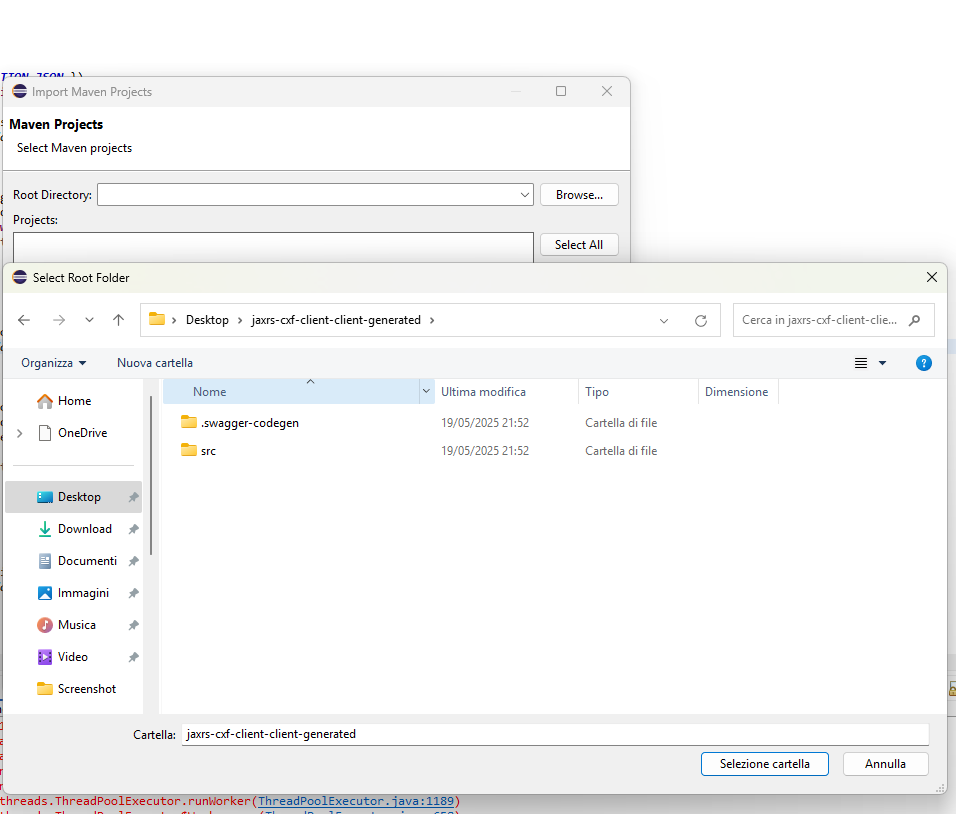 TION_JSON })
Import Maven Projects
Maven Projects
Select Maven projects
Root Directory:
Browse...
Projects:
Select All
Select Root Folder
Desktop
jaxrs-cxf-client-client-generated
Cerca in jaxrs-cxf-client-clie...
Organizza
Nuova cartella
?
Nome
Ultima modifica
Tipo
Dimensione
Home
.swagger-codegen
19/05/2025 21:52
Cartella di file
OneDrive
src
19/05/2025 21:52
Cartella di file
Desktop
Download
Documenti
Immagini
Musica
Video
Screenshot
Cartella:
jaxrs-cxf-client-client-generated
Selezione cartella
Annulla
threads.ThreadPoolExecutor.runWorker(ThreadPoolExecutor.java:1189)